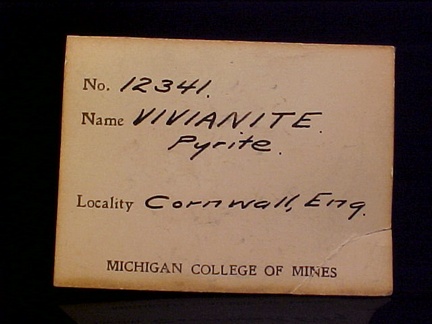 No. 12341.
Name VIVIANITE.
Pyrite.
Locality Cornwall, Eng.
MICHIGAN COLLEGE OF MINES